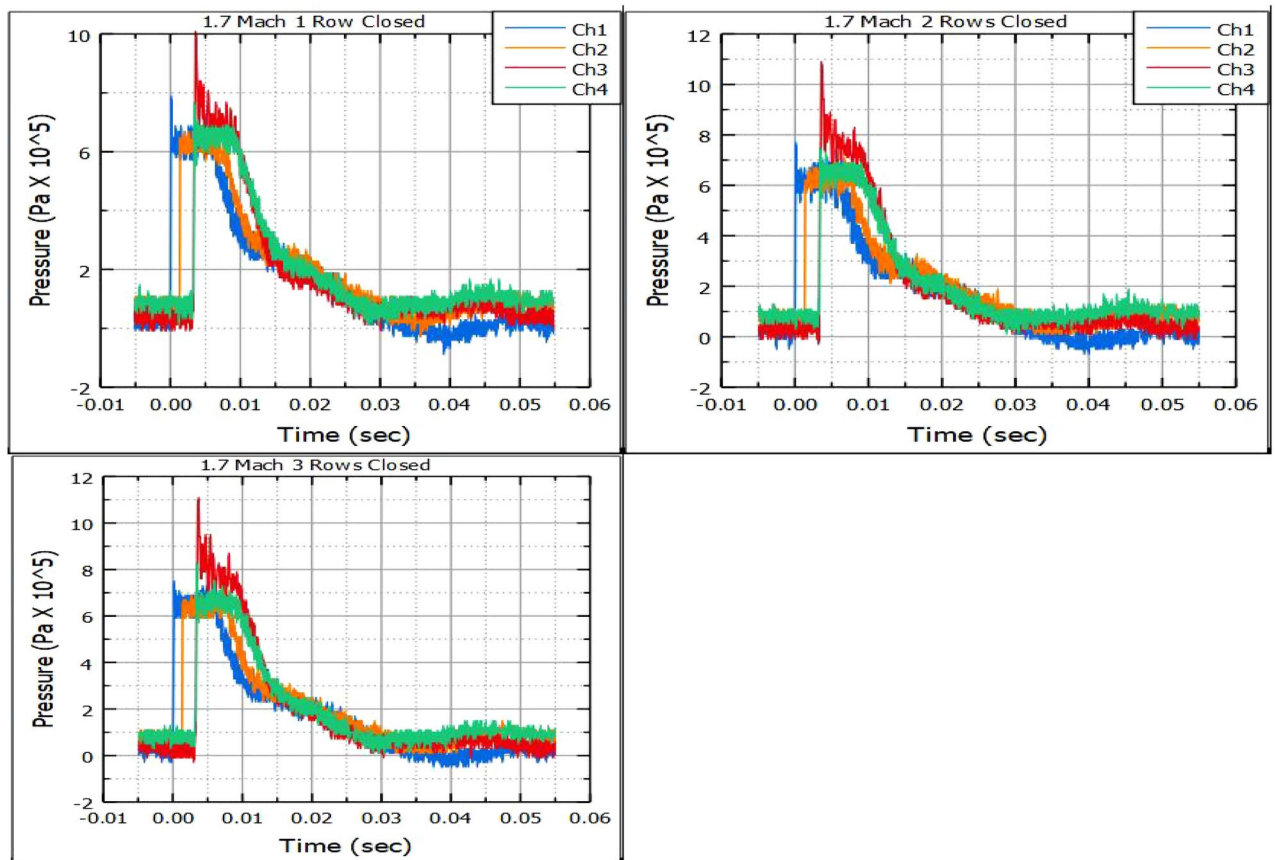 1.7 Mach 1 Row Closed
Ch1
Ch2
Ch3
Ch4
10
6
2
-2
Pressure (Pa X 10^5)
-0.01 0.00 0.01 0.02 0.03 0.04 0.05 0.06
Time (sec)
1.7 Mach 2 Rows Closed
Ch1
Ch2
Ch3
Ch4
12
10
8
6
4
2
0
-2
Pressure (Pa X 10^5)
-0.01 0.00 0.01 0.02 0.03 0.04 0.05 0.06
Time (sec)
1.7 Mach 3 Rows Closed
12
10
8
6
4
2
0
-2
Pressure (Pa X 10^5)
-0.01 0.00 0.01 0.02 0.03 0.04 0.05 0.06
Time (sec)